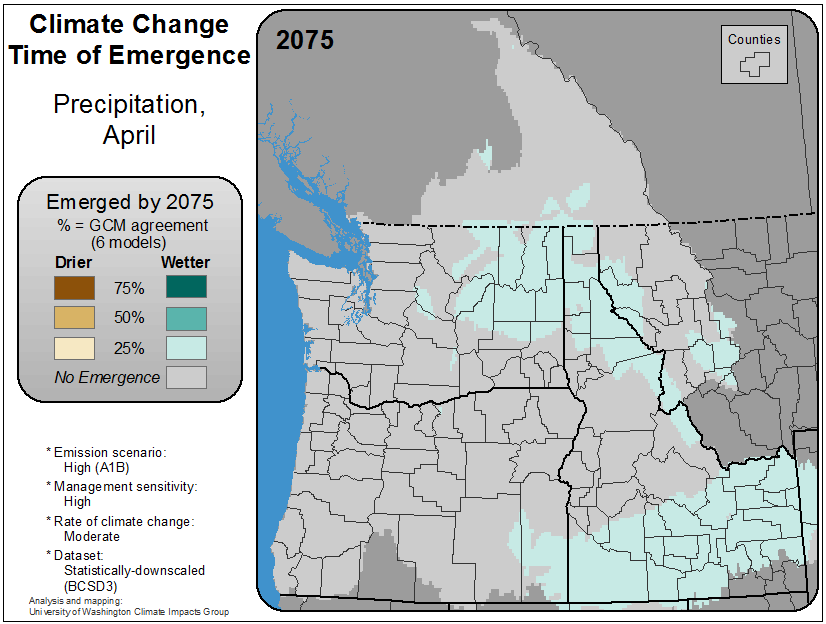 Climate Change
Time of Emergence
Precipitation,
April
Emerged by 2075
% = GCM agreement
(6 models)
Drier Wetter
75%
50%
25%
No Emergence
* Emission scenario:
High (A1B)
* Management sensitivity:
High
* Rate of climate change:
Moderate
* Dataset:
Statistically-downscaled
(BCSD3)
Analysis and mapping:
University of Washington Climate Impacts Group
2075
Counties